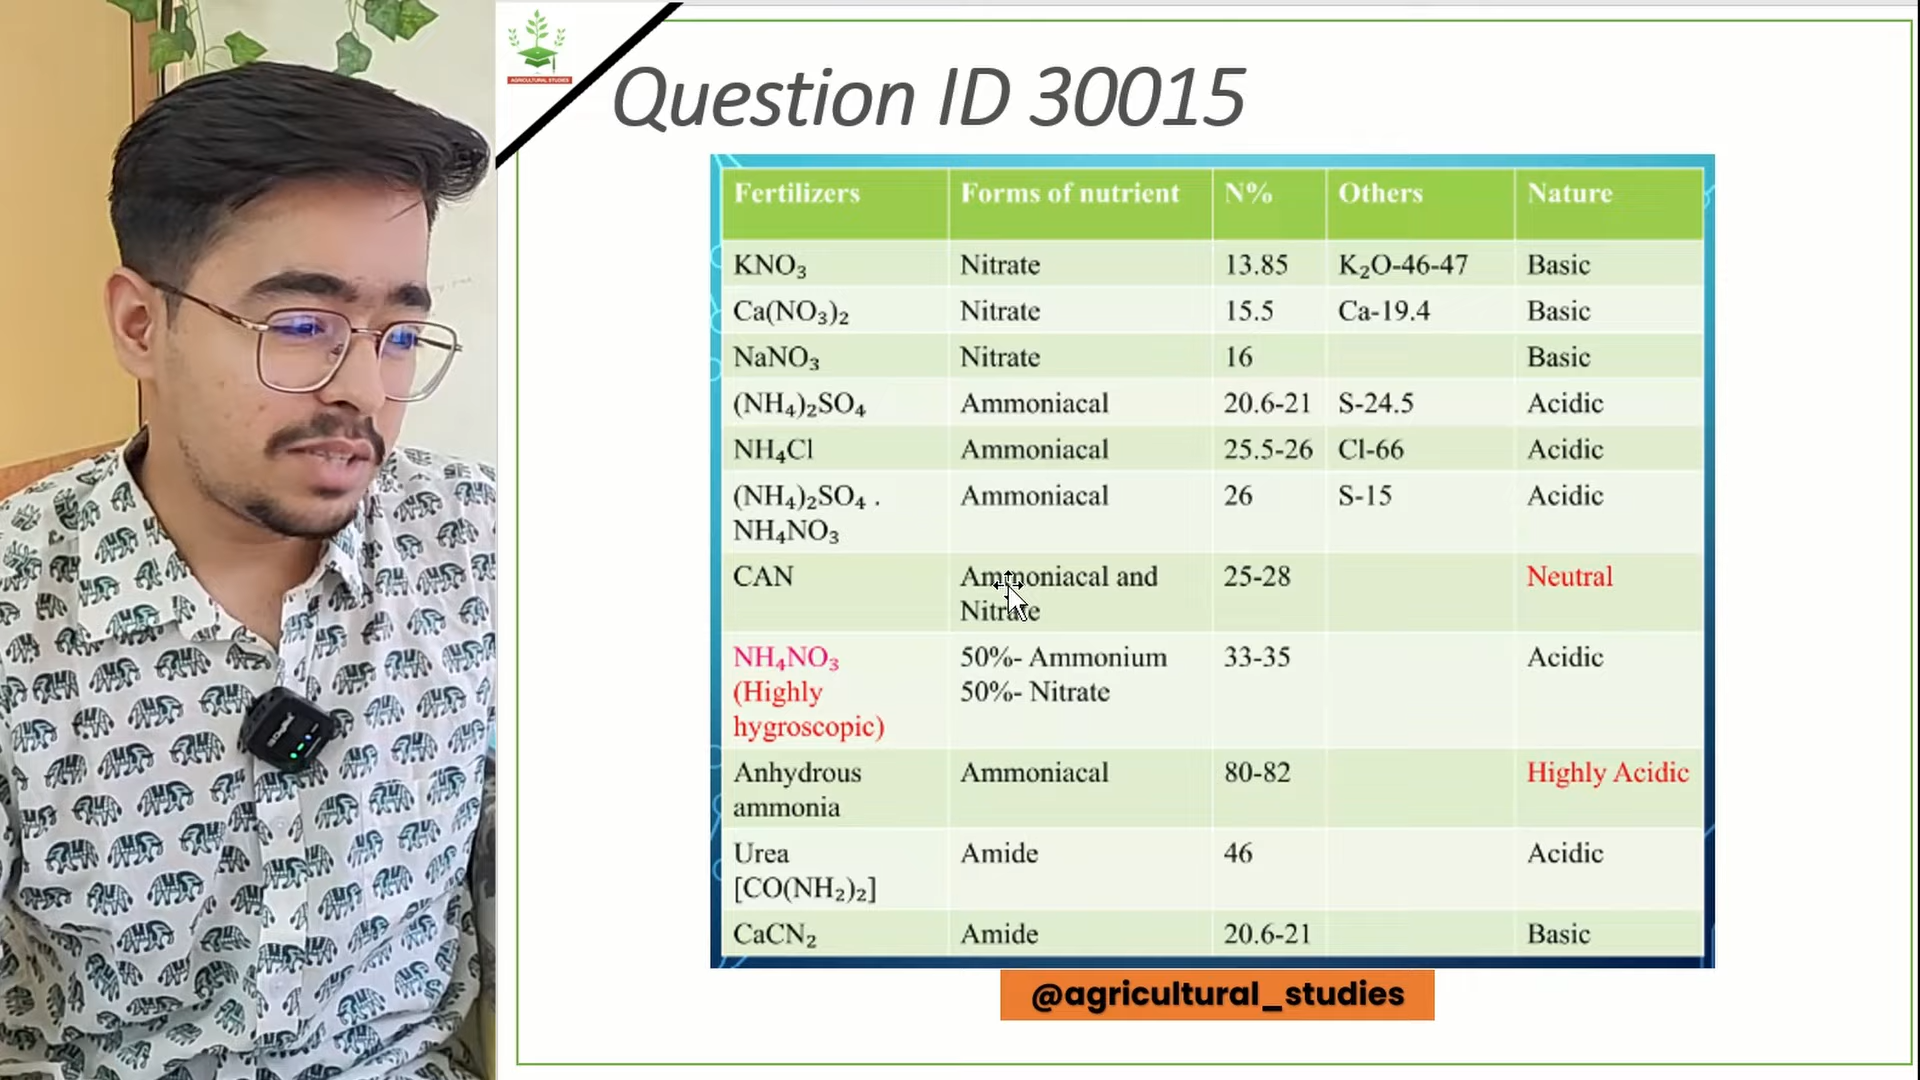 AGRICULTURAL STUDIES
Question ID 30015
Fertilizers Forms of nutrient N% Others Nature
KNO₃ Nitrate 13.85 K₂O-46-47 Basic
Ca(NO₃)₂ Nitrate 15.5 Ca-19.4 Basic
NaNO₃ Nitrate 16 Basic
(NH₄)₂SO₄ Ammoniacal 20.6-21 S-24.5 Acidic
NH₄Cl Ammoniacal 25.5-26 Cl-66 Acidic
(NH₄)₂SO₄ . Ammoniacal 26 S-15 Acidic
NH₄NO₃
CAN Ammoniacal and 25-28 Neutral
Nitrate
NH₄NO₃ 50%- Ammonium 33-35 Acidic
(Highly 50%- Nitrate
hygroscopic)
Anhydrous Ammoniacal 80-82 Highly Acidic
ammonia
Urea Amide 46 Acidic
[CO(NH₂)₂]
CaCN₂ Amide 20.6-21 Basic
@agricultural_studies